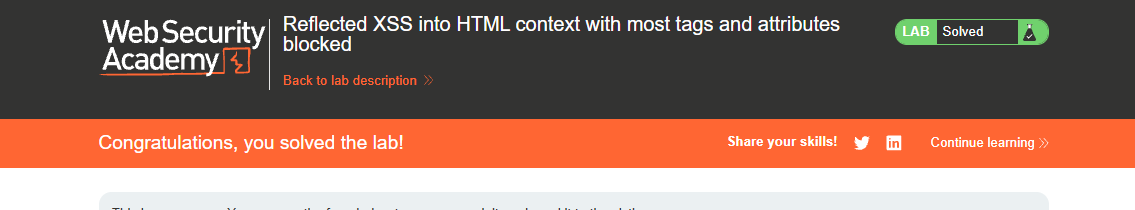 Web Security
Academy
Reflected XSS into HTML context with most tags and attributes
blocked
Back to lab description
LAB Solved
Congratulations, you solved the lab!
Share your skills!
Continue learning